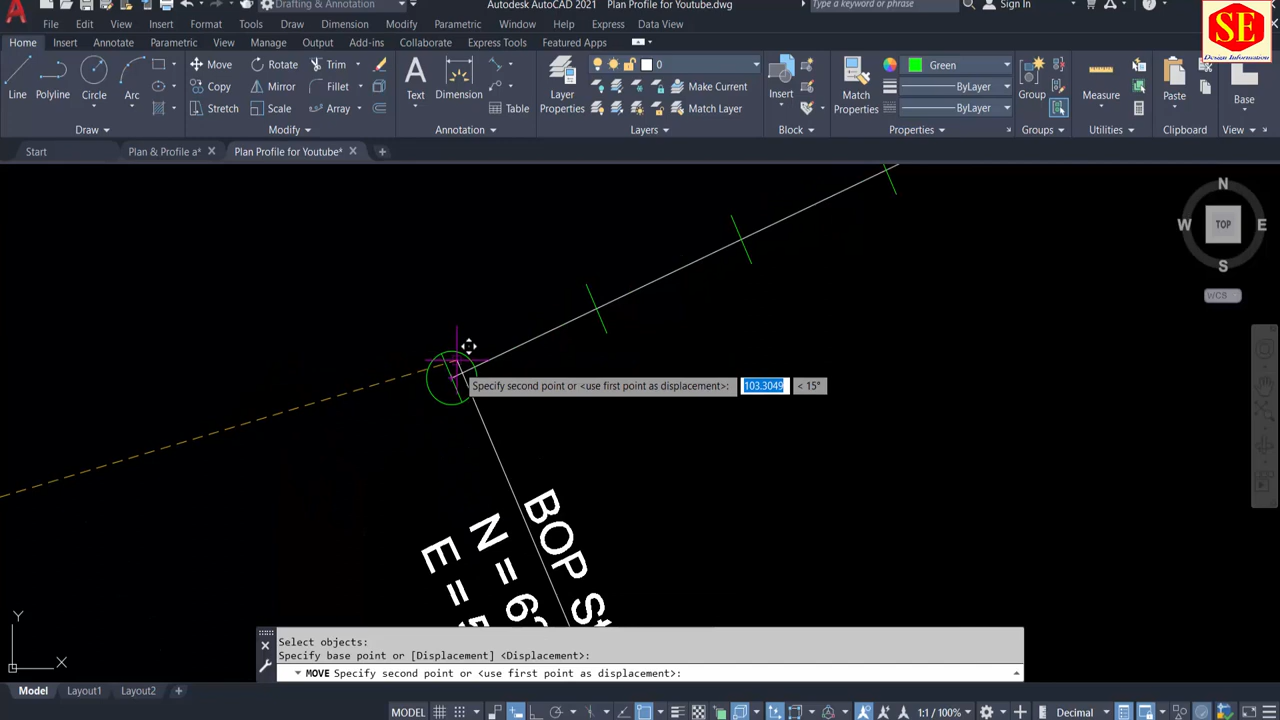 Drafting & Annotation
Autodesk AutoCAD 2021 Plan Profile for Youtube.dwg
Type a keyword or phrase
Sign In
SE
Design Information
File Edit View Insert Format Tools Draw Dimension Modify Parametric Window Help Express Data View
Home Insert Annotate Parametric View Manage Output Add-ins Collaborate Express Tools Featured Apps
Line Polyline Circle Arc
Move Rotate Trim
Copy Mirror Fillet
Stretch Scale Array
Text Dimension Table
Layer Properties
0
Make Current
Match Layer
Insert
Match Properties
Green
ByLayer
ByLayer
Group
Measure
Paste
Base
Draw Modify Annotation Layers Block Properties Groups Utilities Clipboard View
Start Plan & Profile a* Plan Profile for Youtube*
N
W TOP E
S
WCS
Specify second point or <use first point as displacement>: 103.3049 < 15°
BOP St
N = 6
E = 5
Select objects:
Specify base point or [Displacement] <Displacement>:
MOVE Specify second point or <use first point as displacement>:
Y
X
Model Layout1 Layout2
MODEL 1:1 / 100% Decimal